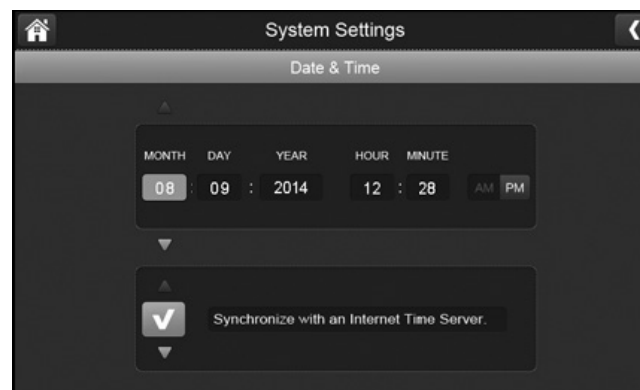 System Settings
Date & Time
MONTH DAY YEAR HOUR MINUTE
08 : 09 : 2014 12 : 28 AM PM
Synchronize with an Internet Time Server.